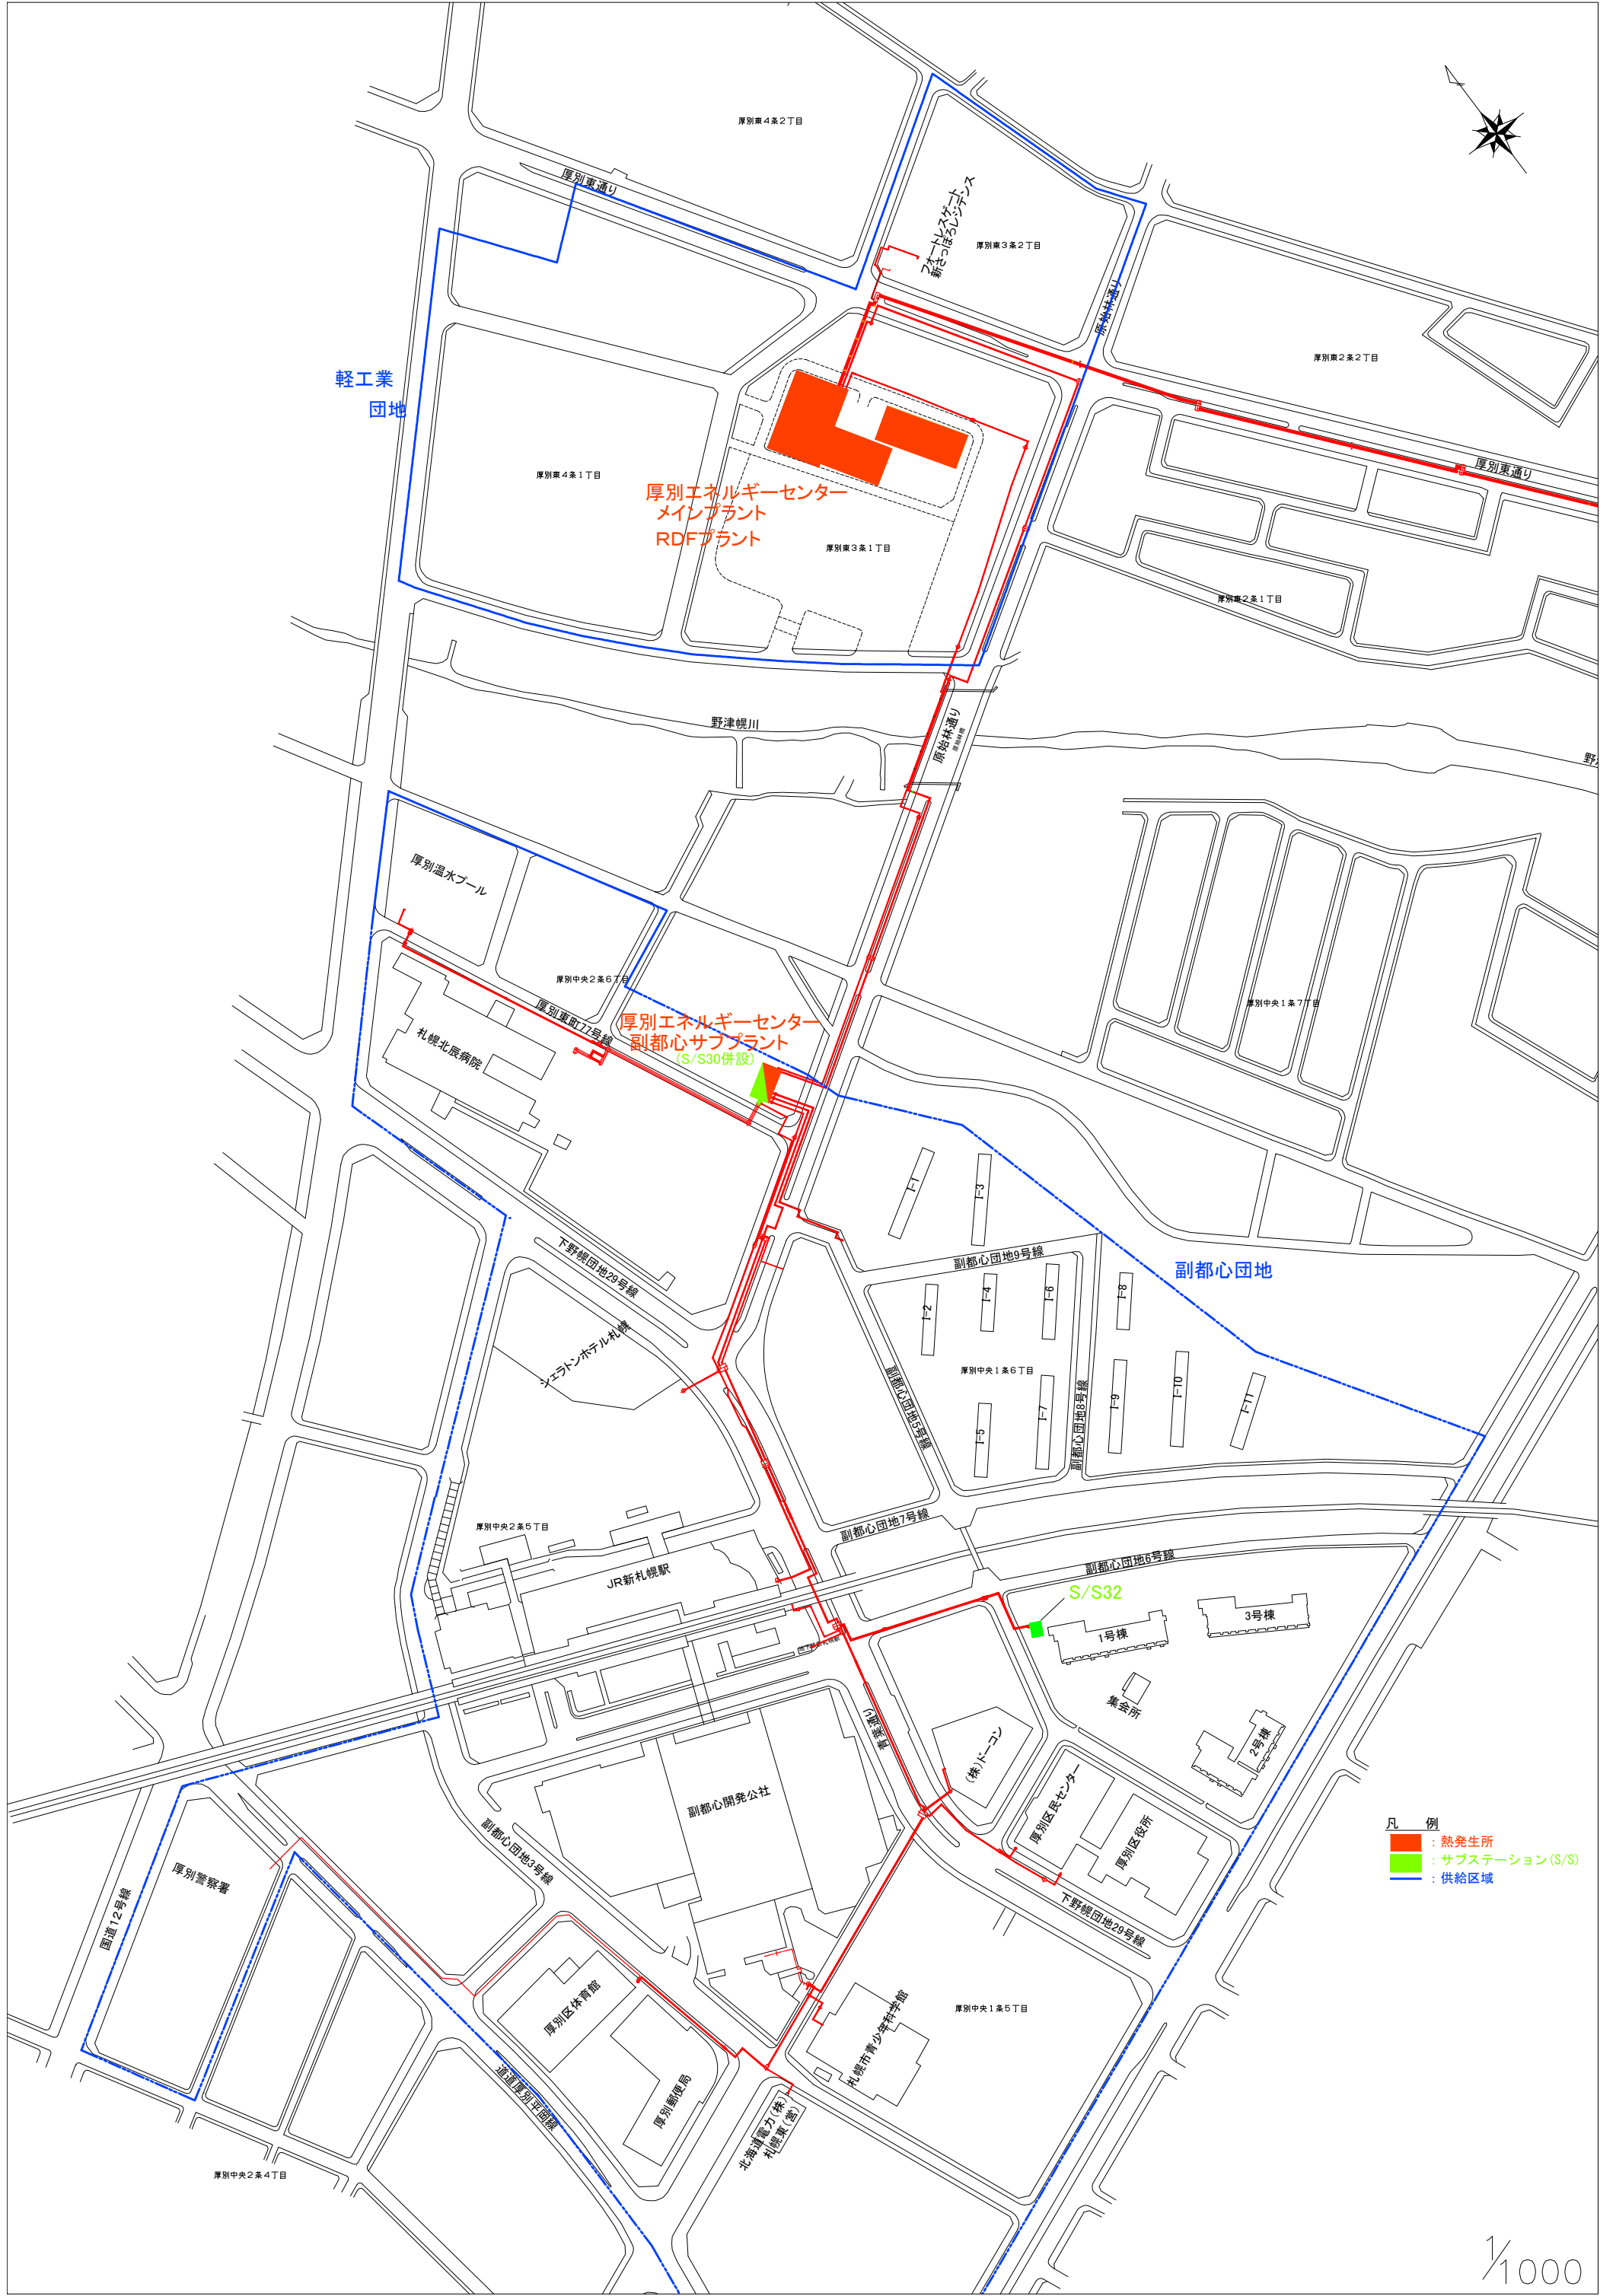 厚別東4条2丁目
厚別東通り
フォートレスゲート
新さっぽろレジデンス
厚別東3条2丁目
原始林通り
厚別東2条2丁目
軽工業
団地
厚別東4条1丁目
厚別東通り
厚別エネルギーセンター
メインプラント
RDFプラント
厚別東3条1丁目
厚別東2条1丁目
野津幌川
原始林通り
原始林橋
厚別温水プール
厚別中央2条6丁目
厚別中央1条7丁目
厚別東町77号線
厚別エネルギーセンター
副都心サブプラント
(S/S30併設)
札幌北辰病院
I-1
I-3
下野幌団地29号線
副都心団地9号線
副都心団地
I-2
I-4
I-6
I-8
シェラトンホテル札幌
厚別中央1条6丁目
副都心団地5号線
副都心団地8号線
I-5
I-7
I-9
I-10
I-11
厚別中央2条5丁目
副都心団地7号線
JR新札幌駅
副都心団地6号線
S/S32
1号棟
3号棟
集会所
2号棟
青葉通り
(株)ドーコン
副都心開発公社
厚別区民センター
厚別区役所
副都心団地3号線
厚別警察署
国道12号線
下野幌団地29号線
凡 例
：熱発生所
：サブステーション(S/S)
：供給区域
厚別区体育館
札幌市青少年科学館
厚別中央1条5丁目
道道厚別平岡線
厚別郵便局
北海道電力(株)
札幌東(営)
厚別中央2条4丁目
1/1000